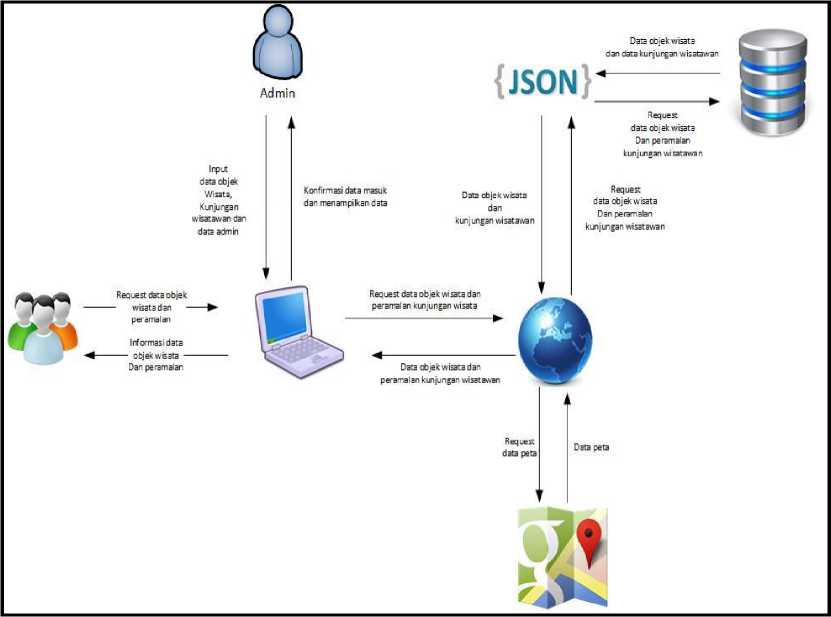 Admin
{JSON}
Data objek wisata
dan data kunjungan wisatawan
Request
data objek wisata
Dan peramalan
kunjungan wisatawan
Input
data objek
Wisata,
Kunjungan
wisatawan dan
data admin
Konfirmasi data masuk
dan menampilkan data
Data objek wisata
dan
kunjungan wisatawan
Request
data objek wisata
Dan peramalan
kunjungan wisatawan
Request data objek
wisata dan
peramalan
Informasi data
objek wisata
Dan peramalan
Request data objek wisata dan
peramalan kunjungan wisata
Data objek wisata dan
peramalan kunjungan wisatawan
Request
data peta
Data peta
g